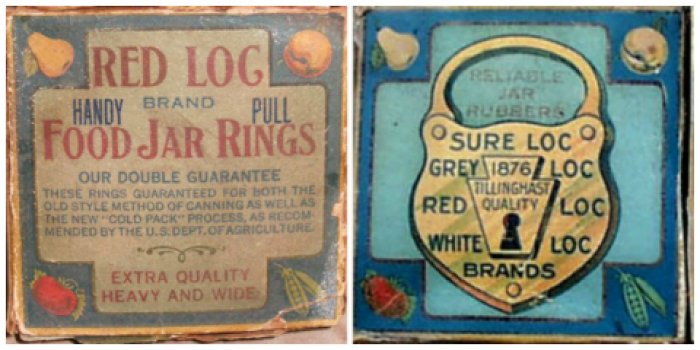 RED LOC
HANDY BRAND PULL
FOOD JAR RINGS
OUR DOUBLE GUARANTEE
THESE RINGS GUARANTEED FOR BOTH THE
OLD STYLE METHOD OF CANNING AS WELL AS
THE NEW "COLD PACK" PROCESS, AS RECOM-
MENDED BY THE U.S. DEPT. OF AGRICULTURE.
EXTRA QUALITY
HEAVY AND WIDE
RELIABLE
JAR
RUBBERS
SURE LOC
GREY 1876 LOC
TILLINGHAST
RED QUALITY LOC
WHITE LOC
BRANDS